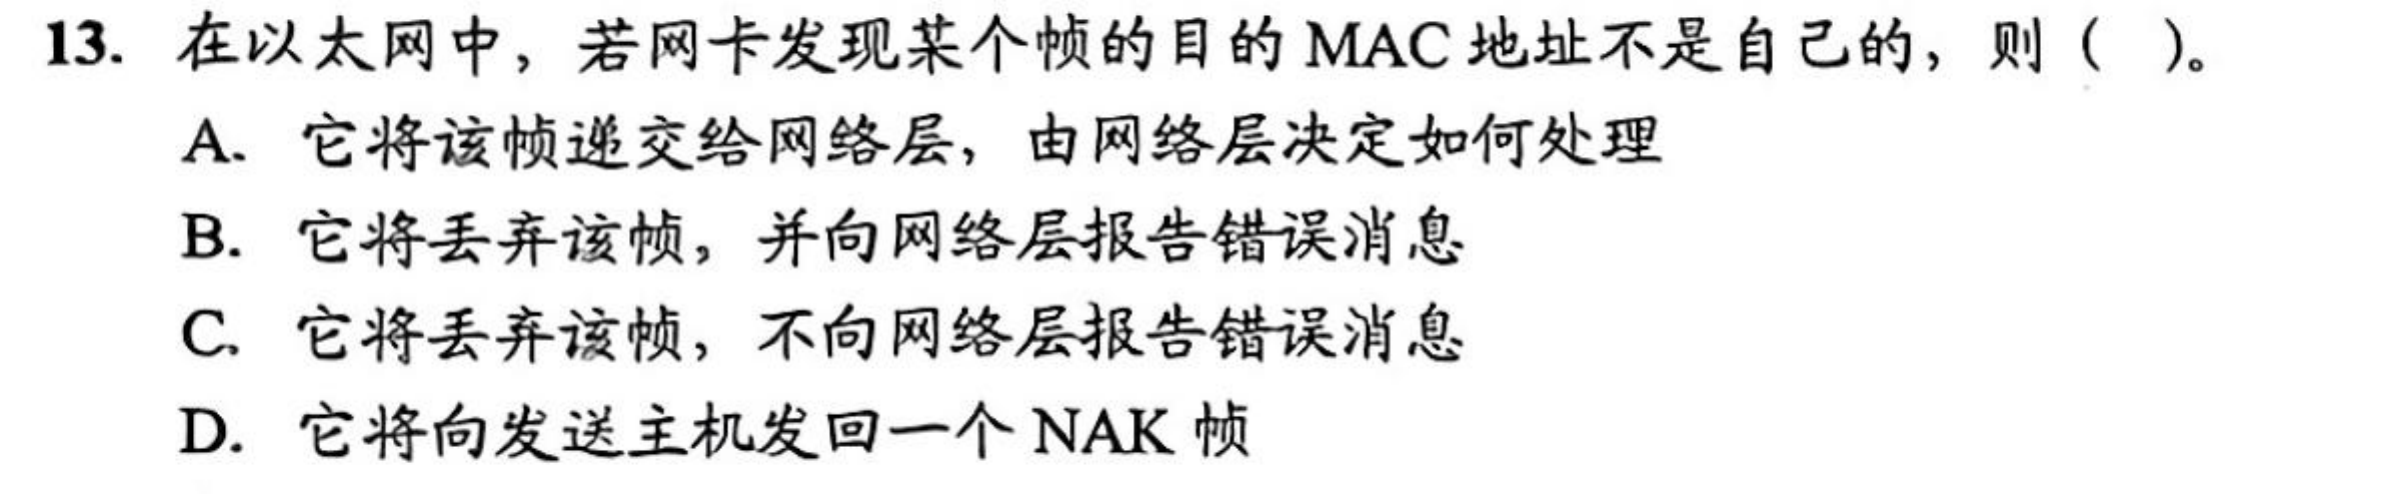 13. 在以太网中，若网卡发现某个帧的目的 MAC 地址不是自己的，则（ ）。
A. 它将该帧递交给网络层，由网络层决定如何处理
B. 它将丢弃该帧，并向网络层报告错误消息
C. 它将丢弃该帧，不向网络层报告错误消息
D. 它将向发送主机发回一个 NAK 帧